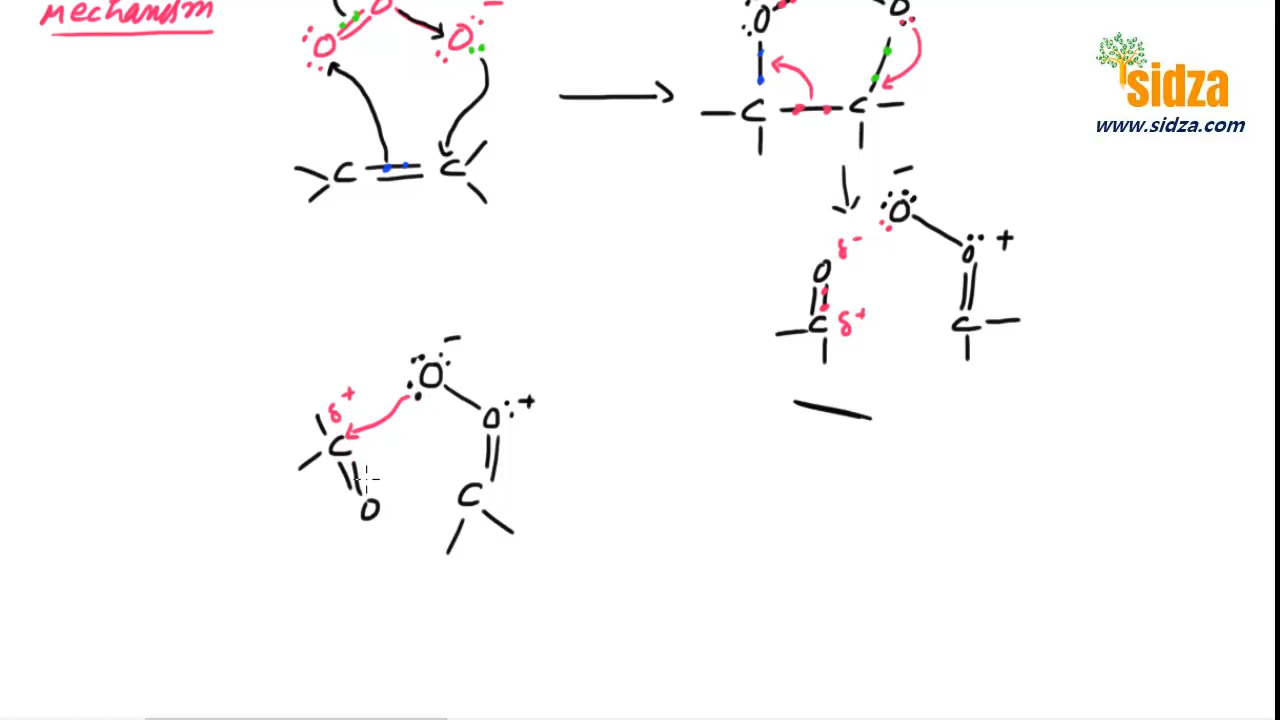 mechanism
O O O −
O O
C C
C C
sidza
www.sidza.com
O −
O δ−
O +
C δ+
C
O −
δ+
O +
C
C
O